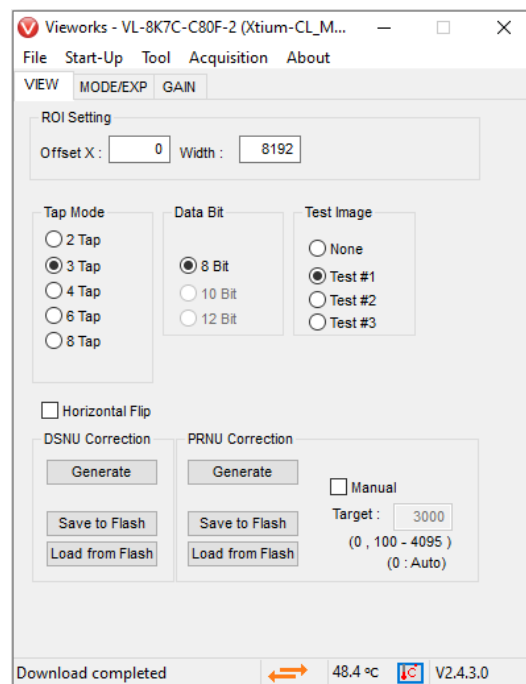 Vieworks - VL-8K7C-C80F-2 (Xtium-CL_M...
File Start-Up Tool Acquisition About
VIEW MODE/EXP GAIN
ROI Setting
Offset X : 0 Width : 8192
Tap Mode
2 Tap
3 Tap
4 Tap
6 Tap
8 Tap
Data Bit
8 Bit
10 Bit
12 Bit
Test Image
None
Test #1
Test #2
Test #3
Horizontal Flip
DSNU Correction
Generate
Save to Flash
Load from Flash
PRNU Correction
Generate
Save to Flash
Load from Flash
Manual
Target : 3000
(0 , 100 - 4095 )
(0 : Auto)
Download completed 48.4 ºC C V2.4.3.0